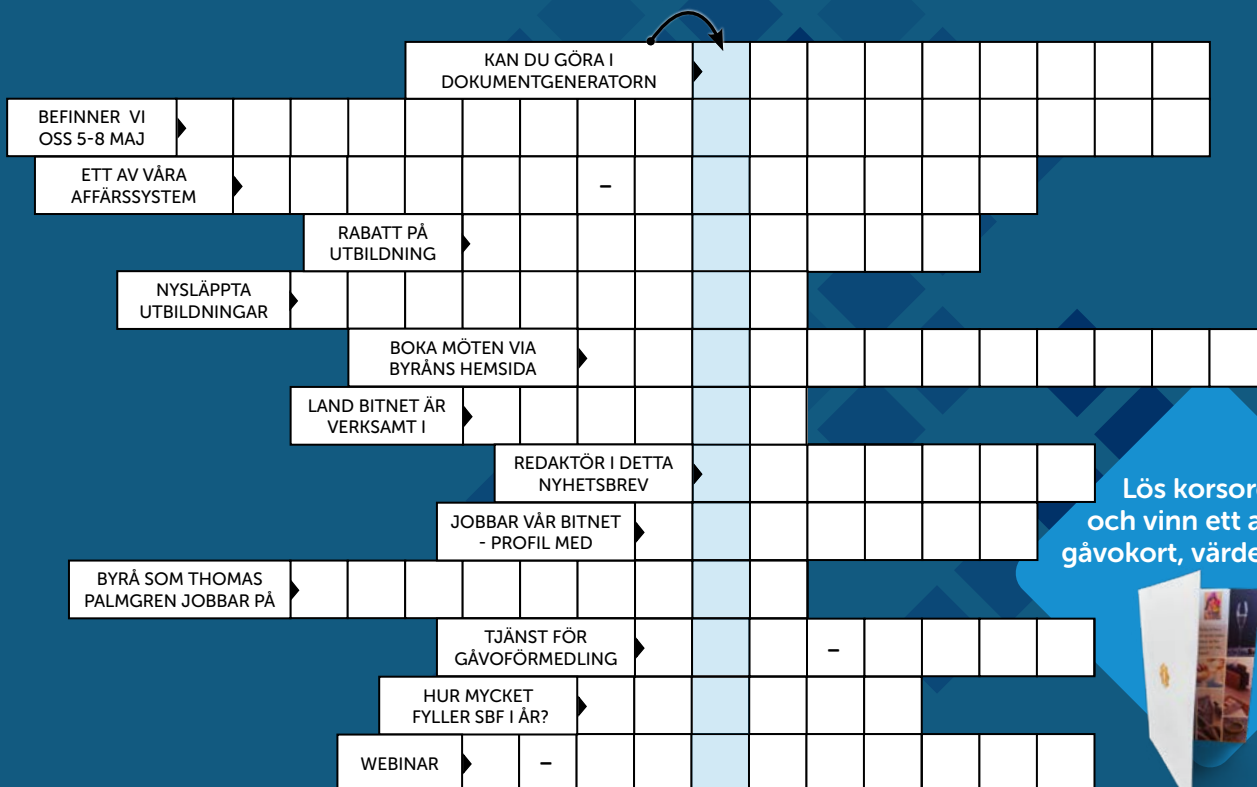 KAN DU GÖRA I
DOKUMENTGENERATORN
BEFINNER VI
OSS 5-8 MAJ
ETT AV VÅRA
AFFÄRSSYSTEM
–
RABATT PÅ
UTBILDNING
NYSLÄPPTA
UTBILDNINGAR
BOKA MÖTEN VIA
BYRÅNS HEMSIDA
LAND BITNET ÄR
VERKSAMT I
REDAKTÖR I DETTA
NYHETSBREV
JOBBAR VÅR BITNET
- PROFIL MED
BYRÅ SOM THOMAS
PALMGREN JOBBAR PÅ
TJÄNST FÖR
GÅVOFÖRMEDLING
–
HUR MYCKET
FYLLER SBF I ÅR?
WEBINAR
–
Lös korsor
och vinn ett a
gåvokort, värde